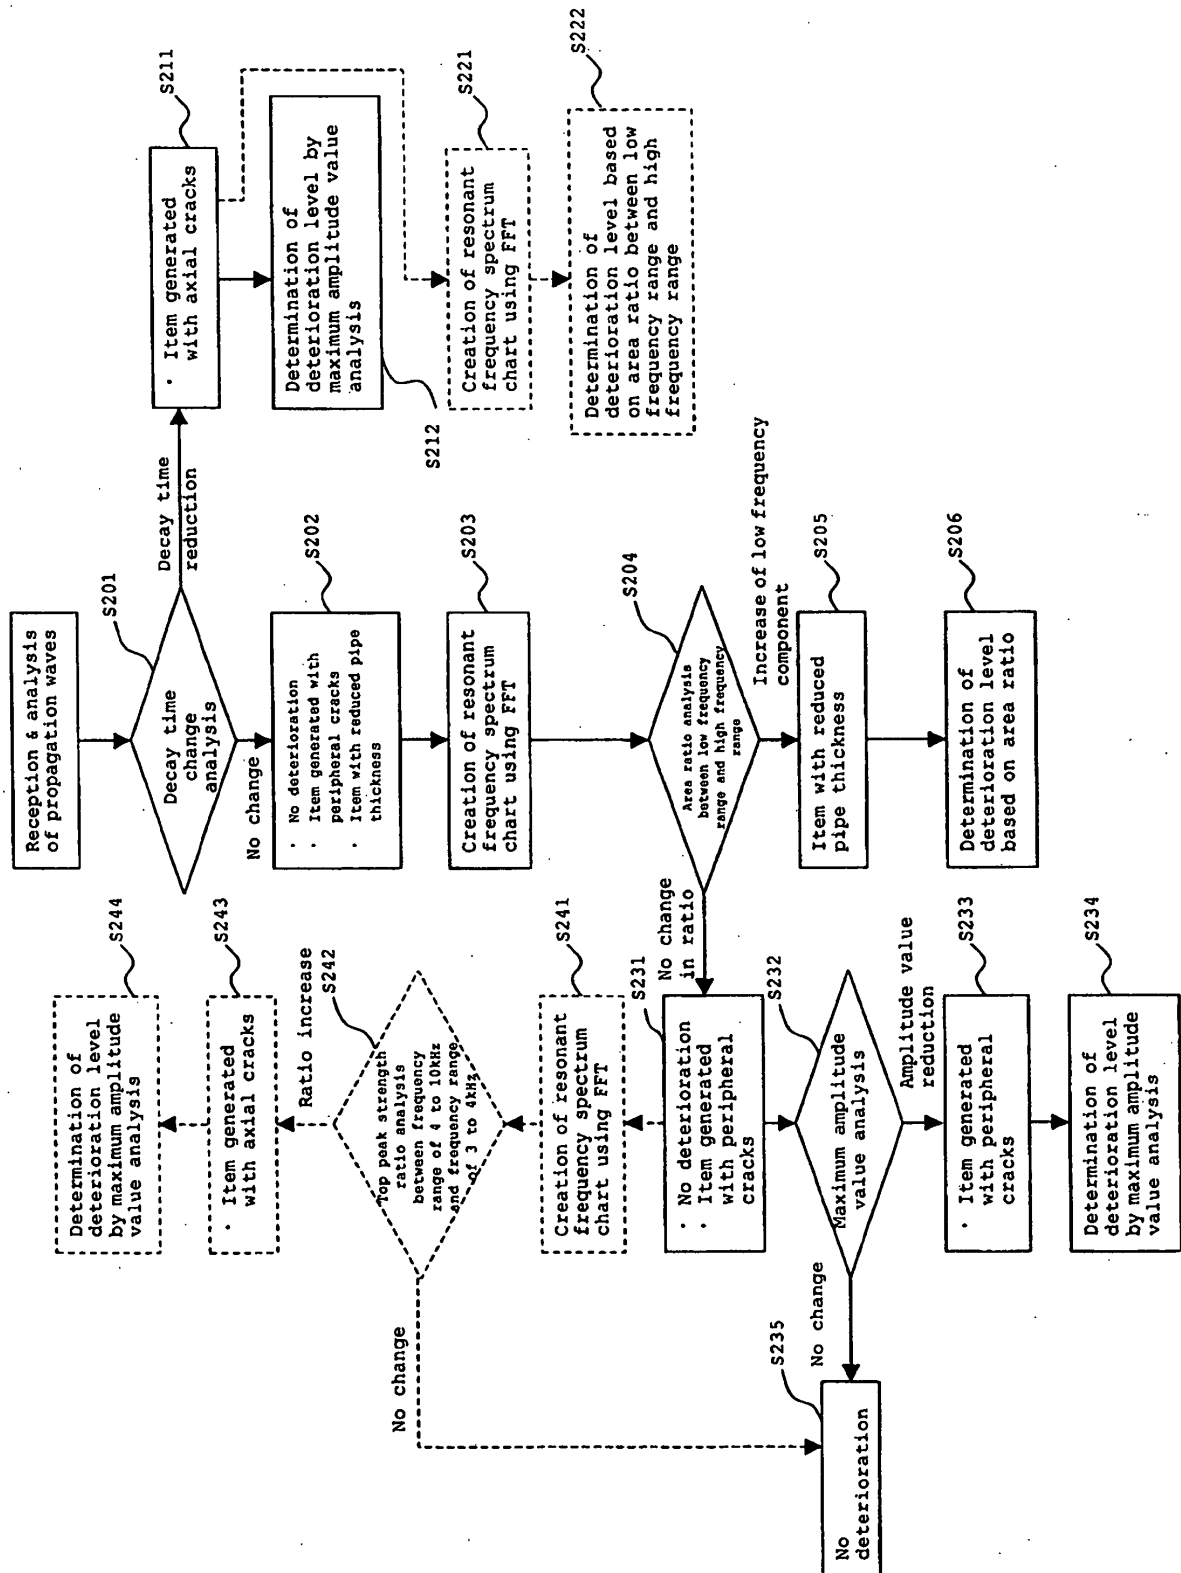 Reception & analysis
of propagation waves
S201
Decay time
change
analysis
Decay time
reduction
S211
· Item generated
with axial cracks
Determination of
deterioration level by
maximum amplitude value
analysis
S212
S221
Creation of resonant
frequency spectrum
chart using FFT
S222
Determination of
deterioration level based
on area ratio between low
frequency range and high
frequency range
No change
S202
· No deterioration
· Item generated with
peripheral cracks
· Item with reduced pipe
thickness
S203
Creation of resonant
frequency spectrum
chart using FFT
S204
Area ratio analysis
between low frequency
range and high frequency
range
Increase of low frequency
component
S205
Item with reduced
pipe thickness
S206
Determination of
deterioration level
based on area ratio
No change
in ratio
S231
· No deterioration
· Item generated
with peripheral
cracks
S232
Maximum amplitude
value analysis
Amplitude value
reduction
S233
· Item generated
with peripheral
cracks
S234
Determination of
deterioration level
by maximum amplitude
value analysis
No change
S235
No
deterioration
S241
Creation of resonant
frequency spectrum
chart using FFT
S242
Top peak strength
ratio analysis
between frequency
range of 4 to 10kHz
and frequency range
of 3 to 4kHz
No change
Ratio increase
S243
· Item generated
with axial cracks
S244
Determination of
deterioration level
by maximum amplitude
value analysis